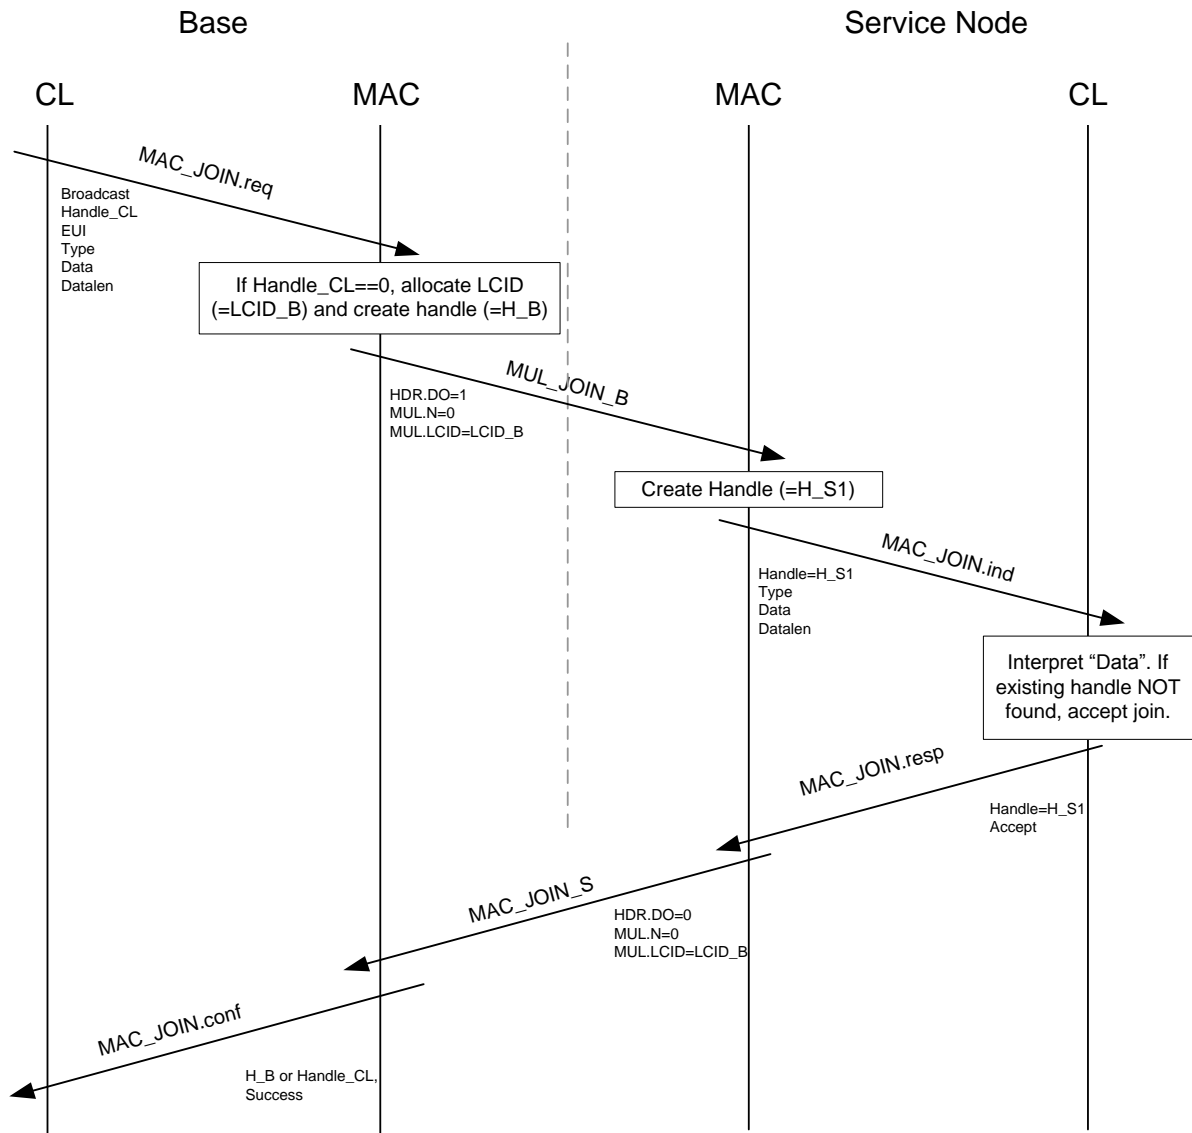 Base
Service Node
CL
MAC
MAC
CL
MAC_JOIN.req
Broadcast
Handle_CL
EUI
Type
Data
Datalen
If Handle_CL==0, allocate LCID
(=LCID_B) and create handle (=H_B)
MUL_JOIN_B
HDR.DO=1
MUL.N=0
MUL.LCID=LCID_B
Create Handle (=H_S1)
MAC_JOIN.ind
Handle=H_S1
Type
Data
Datalen
Interpret “Data”. If
existing handle NOT
found, accept join.
MAC_JOIN.resp
Handle=H_S1
Accept
MAC_JOIN_S
HDR.DO=0
MUL.N=0
MUL.LCID=LCID_B
MAC_JOIN.conf
H_B or Handle_CL,
Success